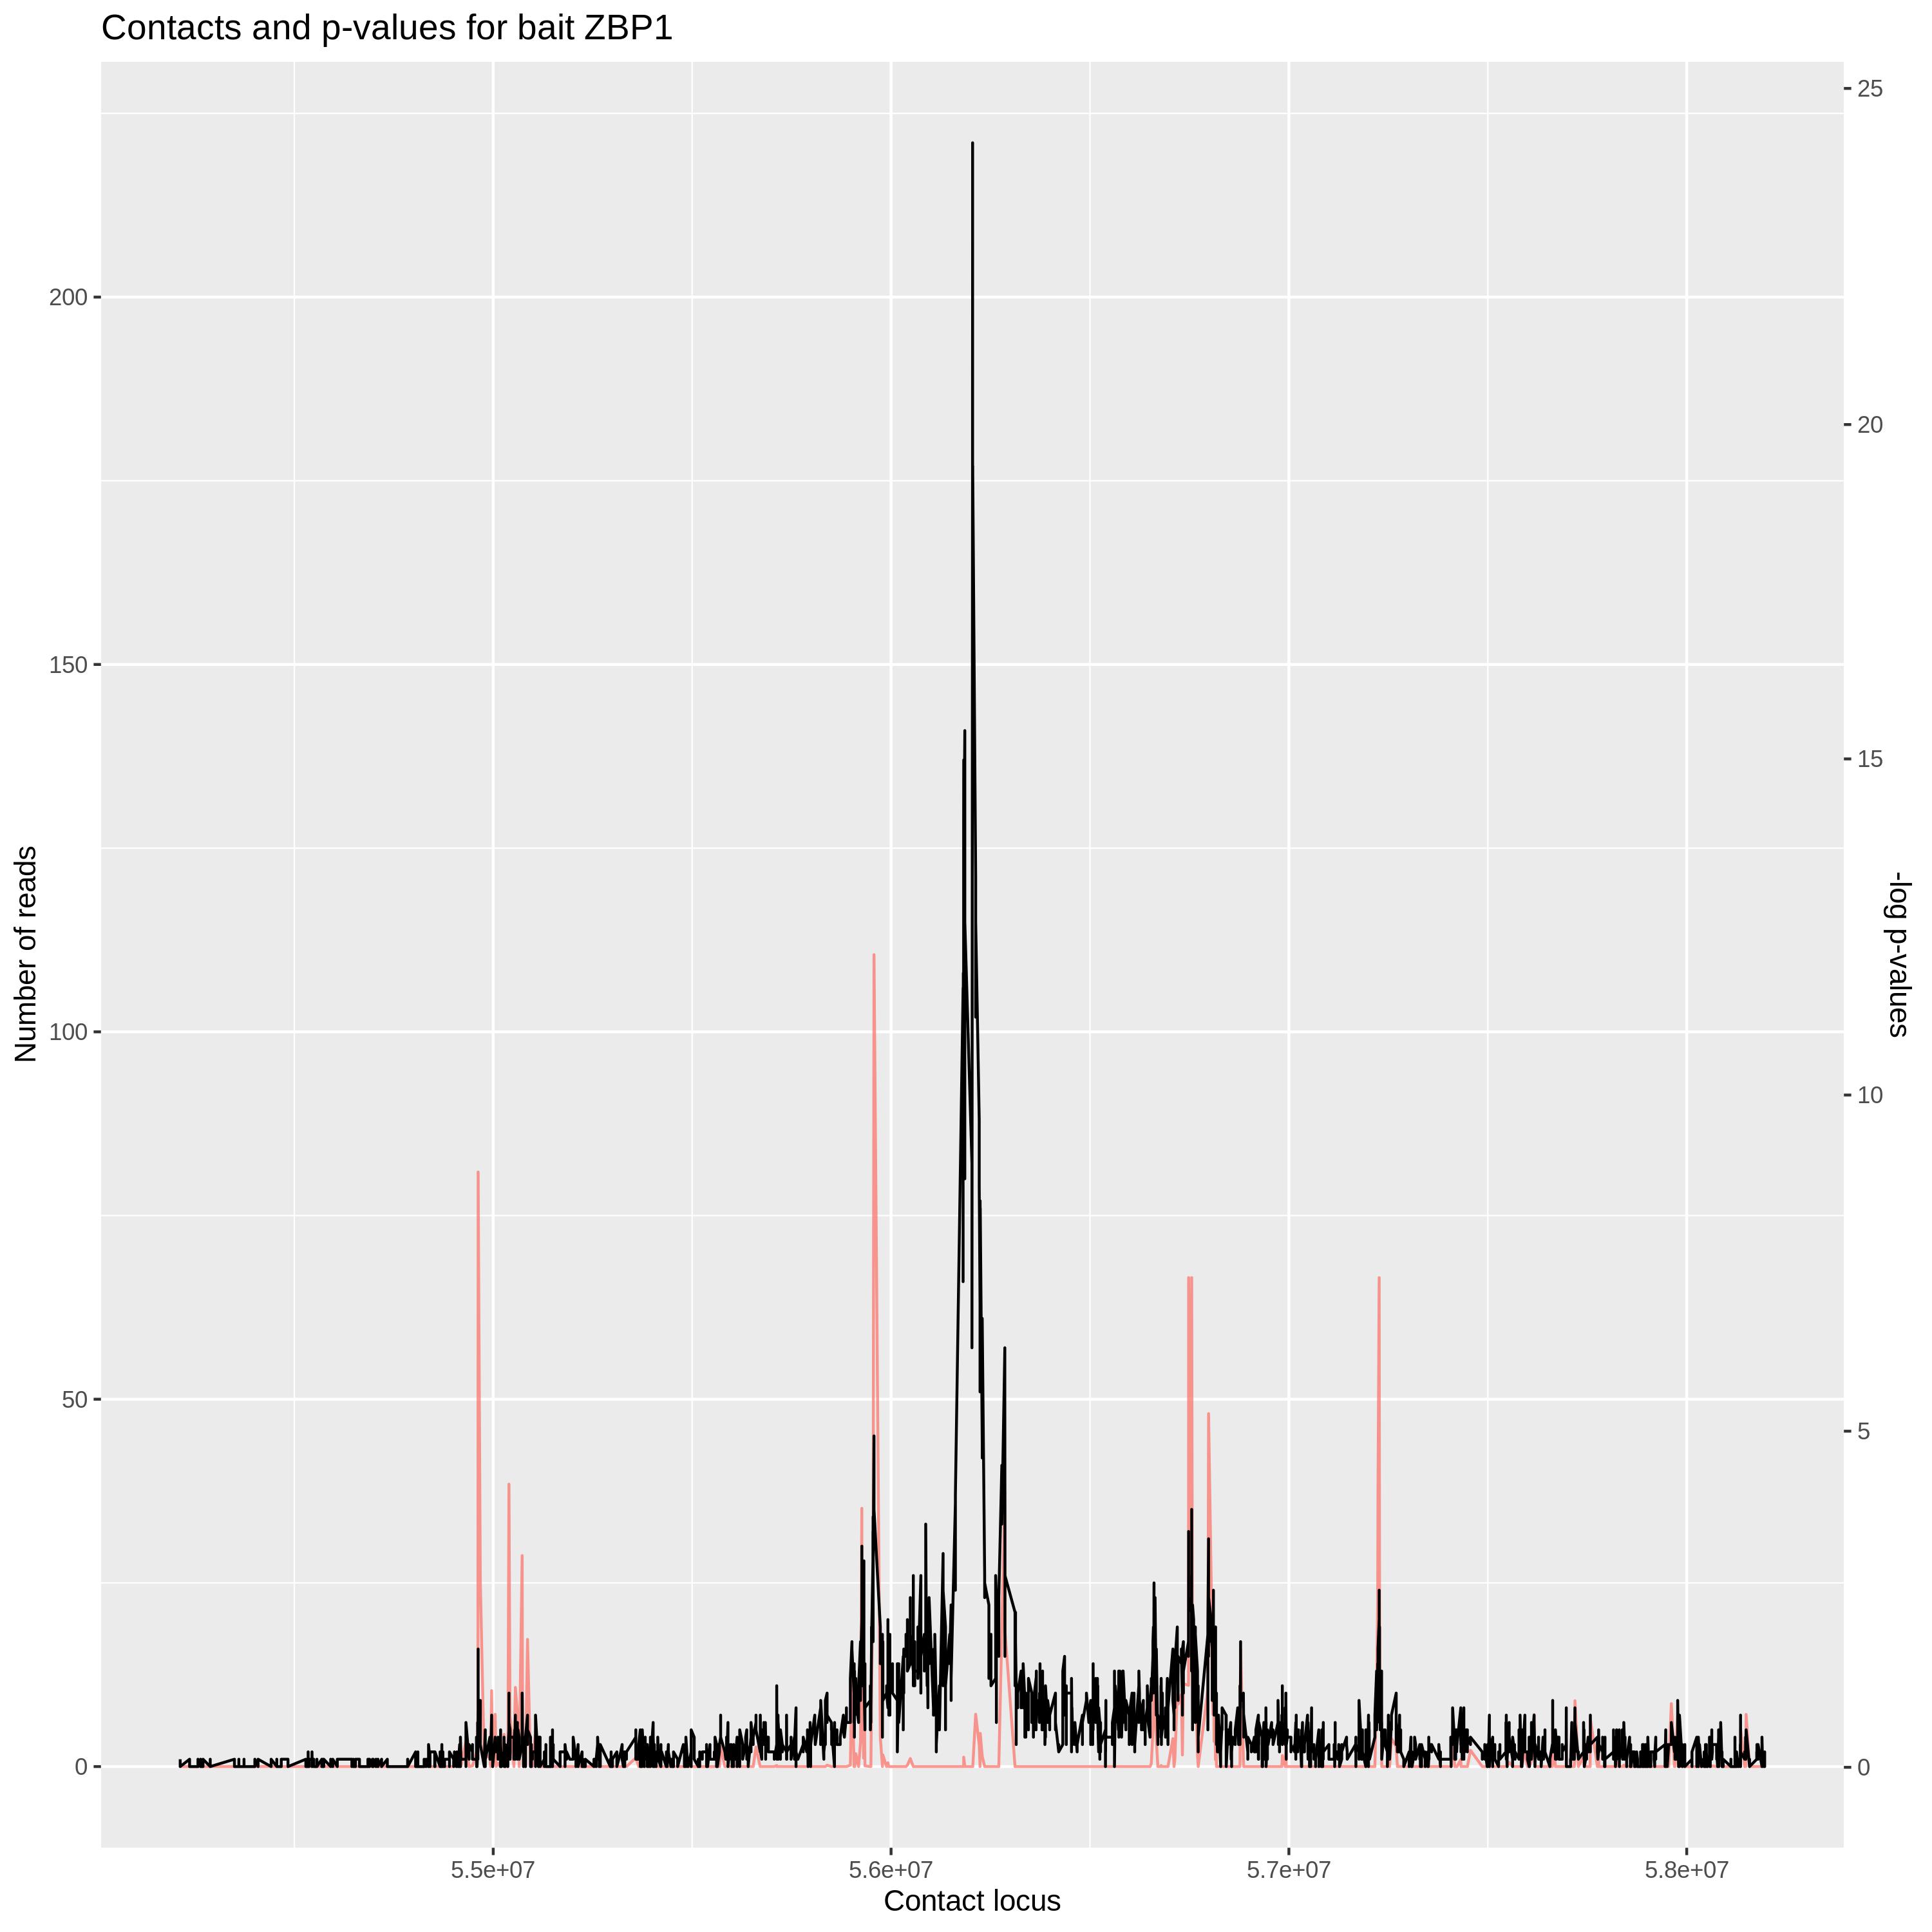 Contacts and p-values for bait ZBP1
Number of reads
200
150
100
50
0
25
20
15
10
5
0
-log p-values
5.5e+07
5.6e+07
5.7e+07
5.8e+07
Contact locus